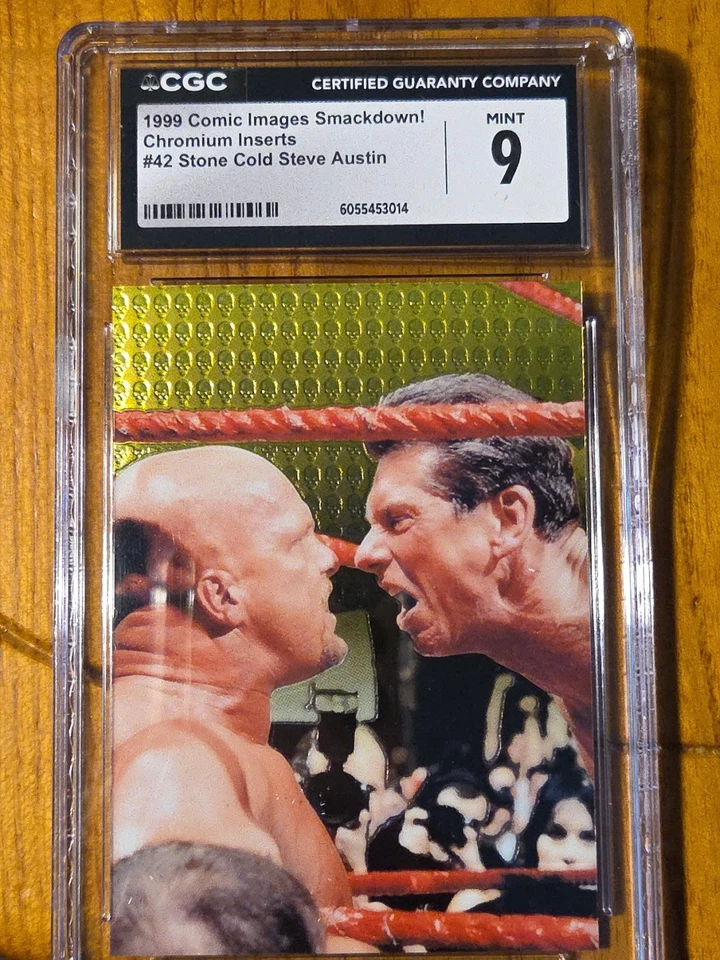 CGC
CERTIFIED GUARANTY COMPANY
1999 Comic Images Smackdown!
Chromium Inserts
#42 Stone Cold Steve Austin
MINT
9
6055453014